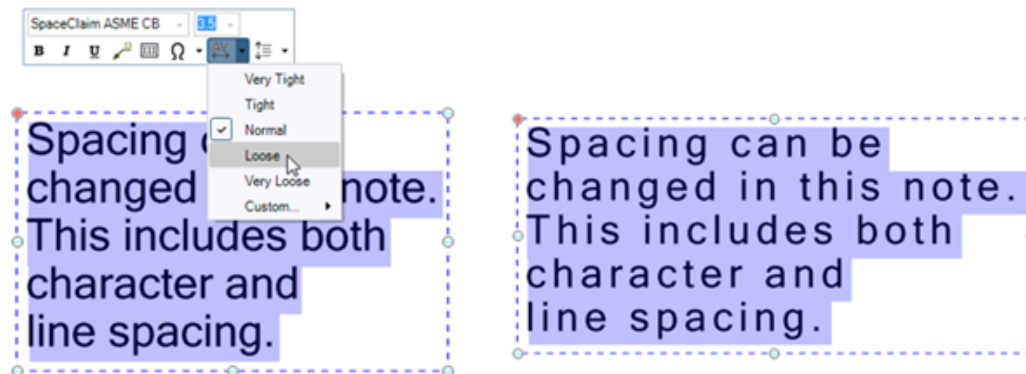 SpaceClaim ASME CB
3.5
B I U Ω AV
Very Tight
Tight
Normal
Loose
Very Loose
Custom...
Spacing c
changed note.
This includes both
character and
line spacing.
Spacing can be
changed in this note.
This includes both
character and
line spacing.